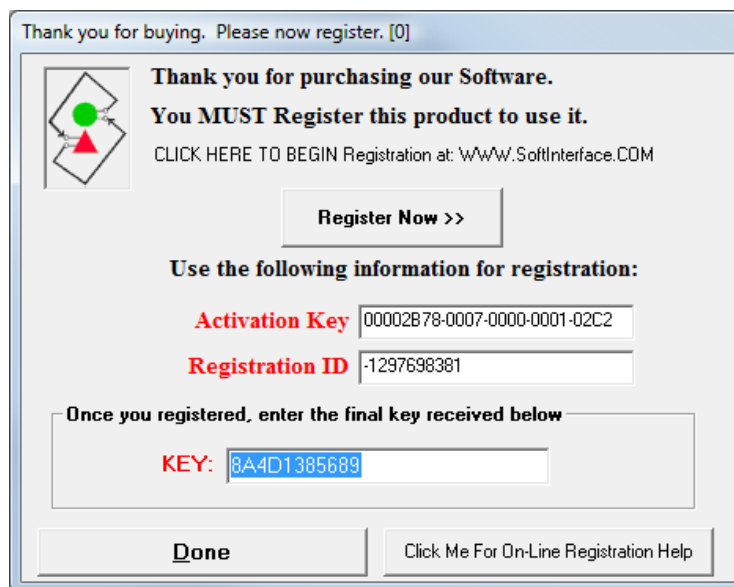 Thank you for buying.  Please now register. [0]
Thank you for purchasing our Software.
You MUST Register this product to use it.
CLICK HERE TO BEGIN Registration at: WWW.SoftInterface.COM
Register Now >>
Use the following information for registration:
Activation Key 00002B78-0007-0000-0001-02C2
Registration ID -1297698381
Once you registered, enter the final key received below
KEY: 8A4D1385689
Done
Click Me For On-Line Registration Help